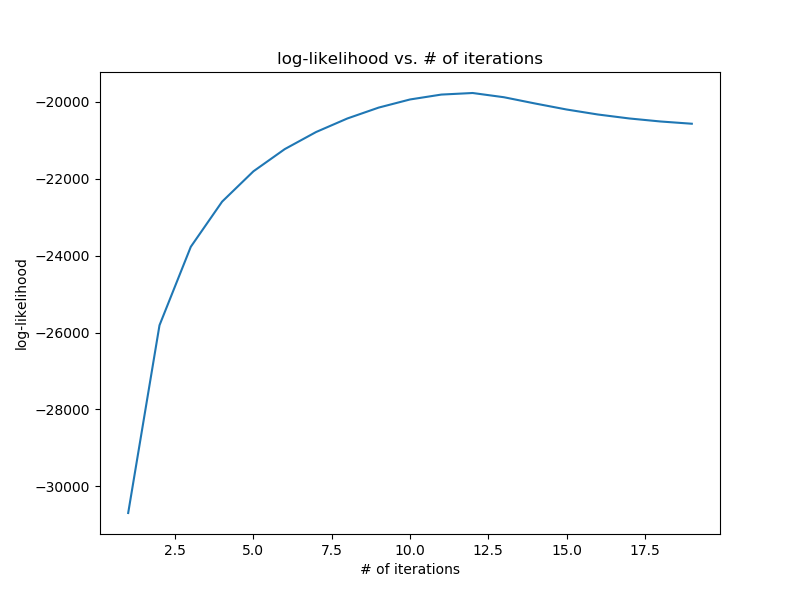 log-likelihood vs. # of iterations
−20000
−22000
−24000
−26000
−28000
−30000
log-likelihood
2.5 5.0 7.5 10.0 12.5 15.0 17.5
# of iterations